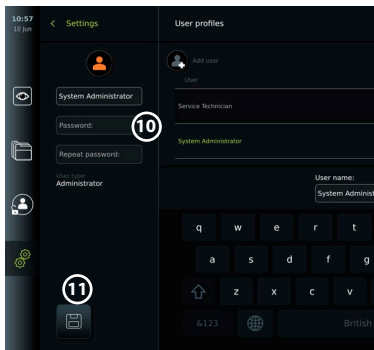 10:57
10 Jun
Settings
User profiles
Add user
User
System Administrator
Service Technician
Password:
10
System Administrator
Repeat password:
User type:
Administrator
User name:
System Administ
q w e r t
a s d f g
11
z x c v
&123
British